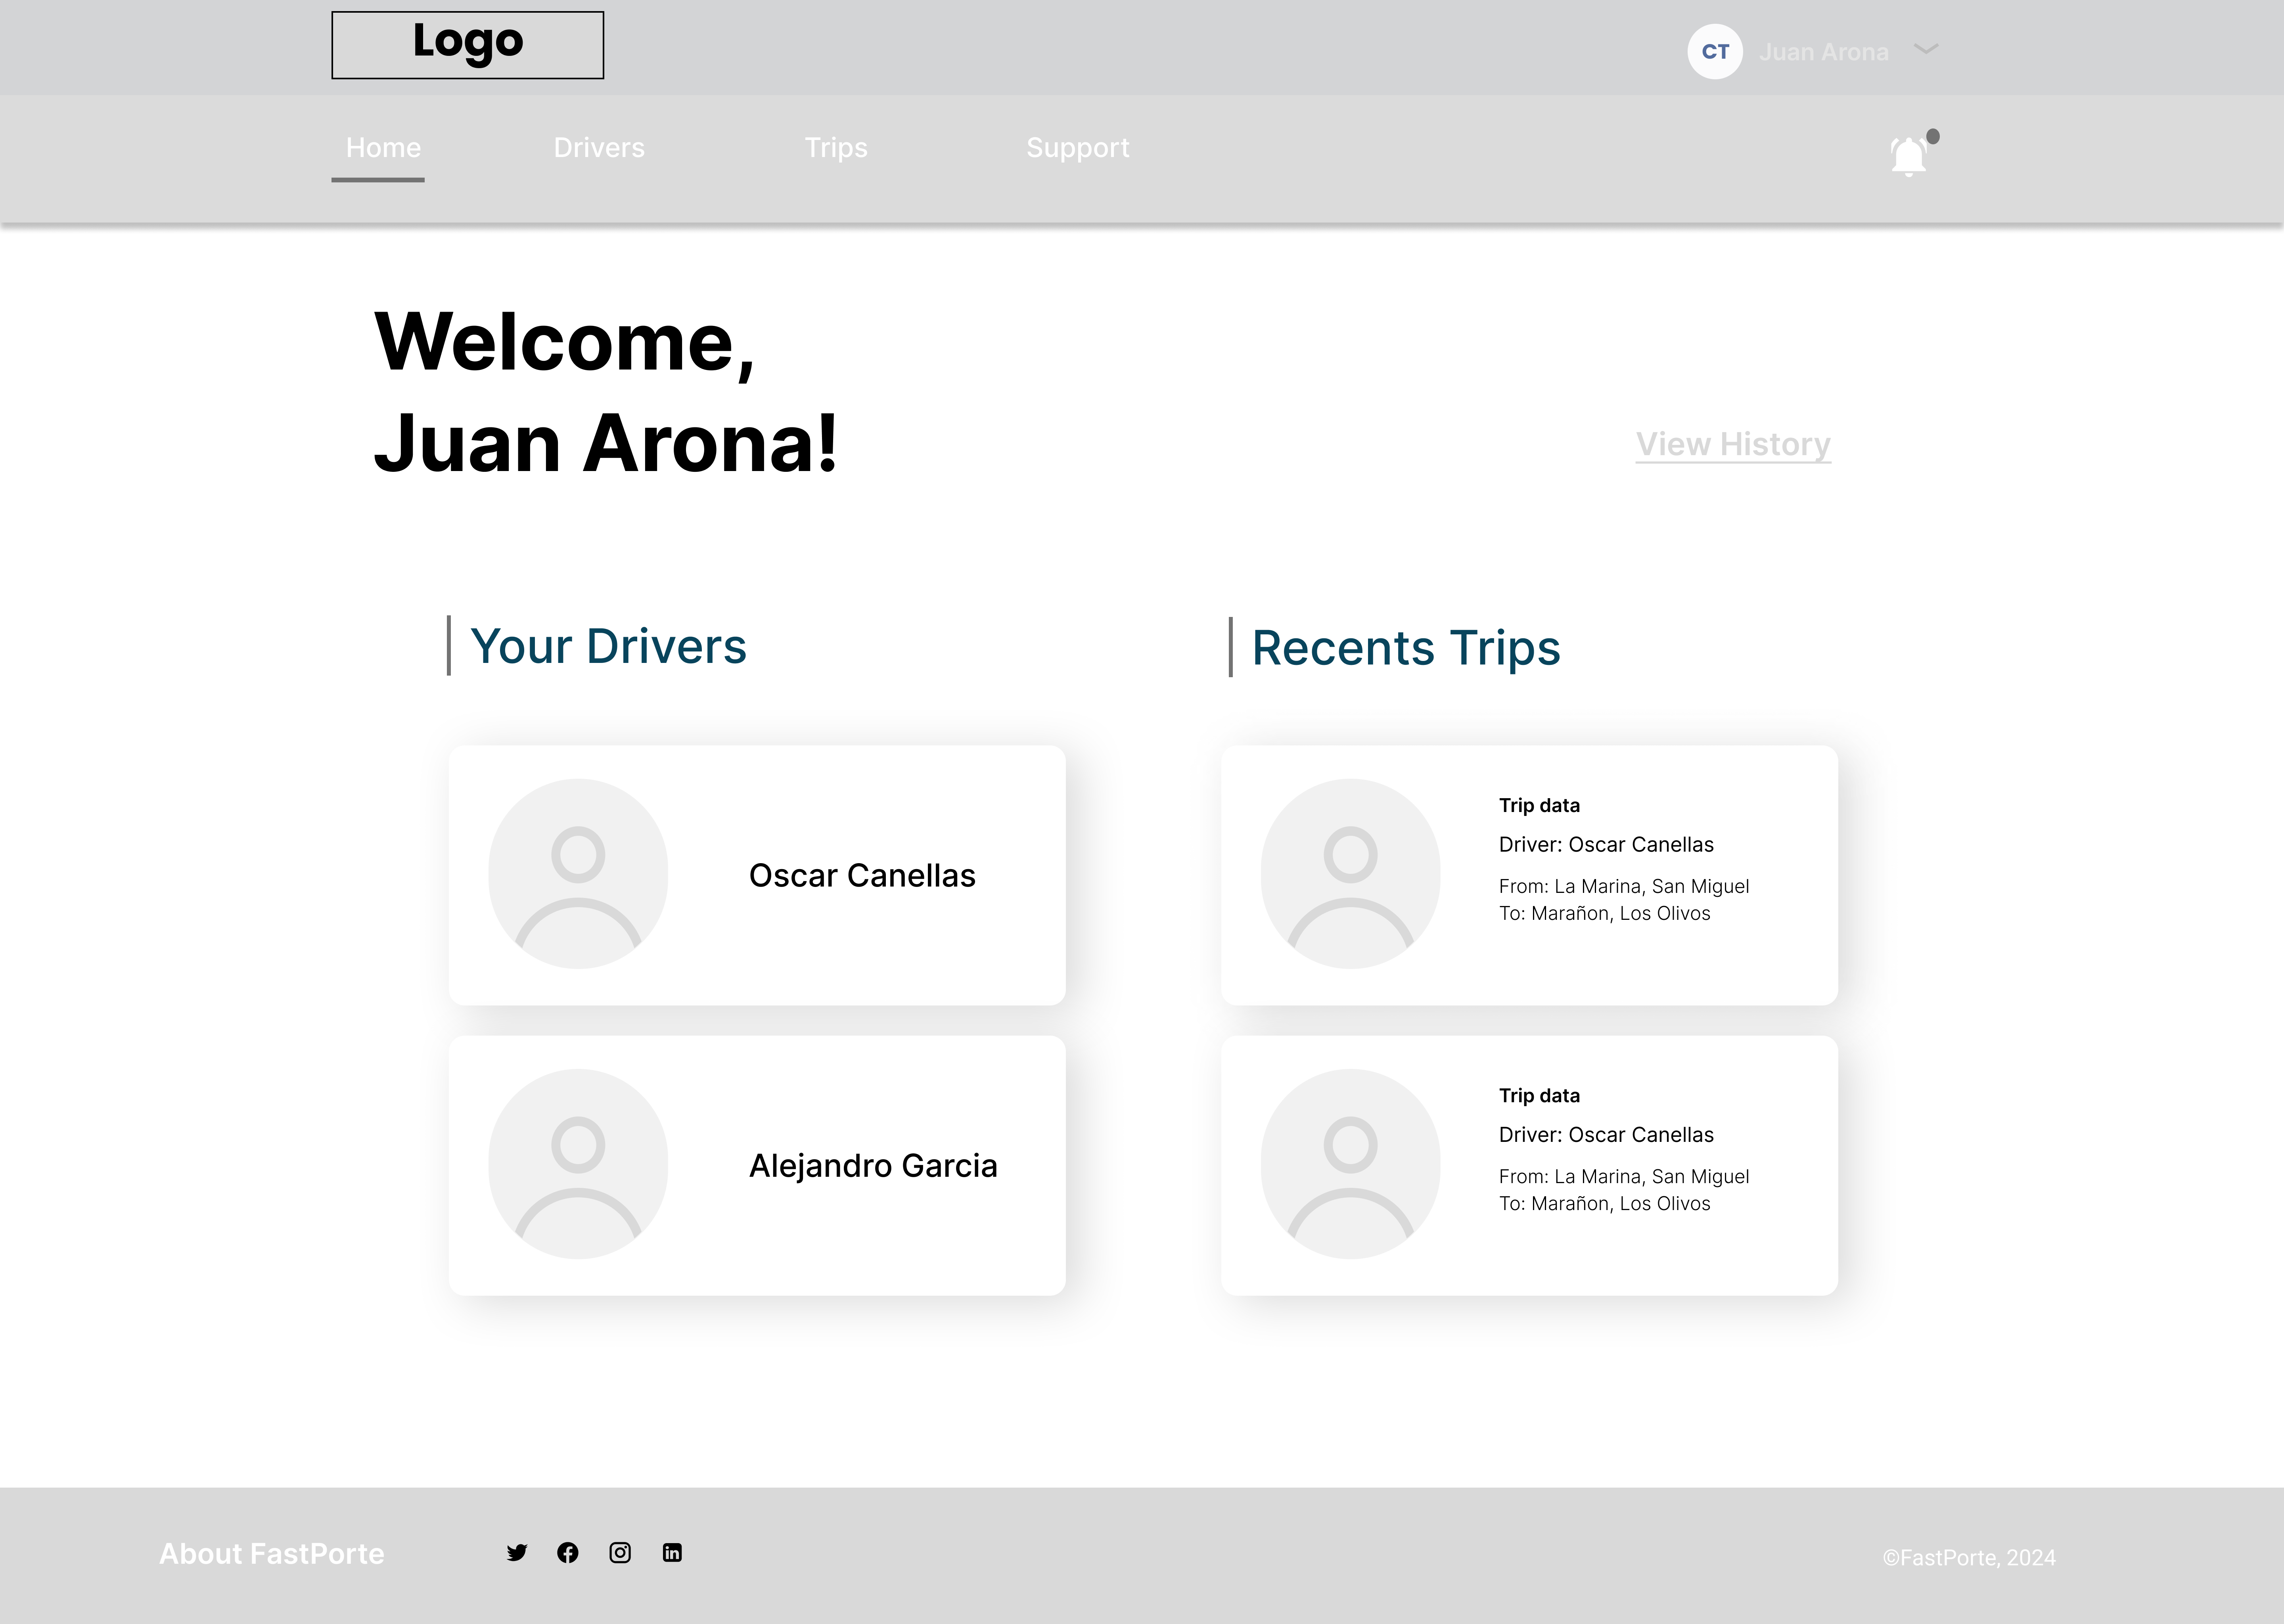 Logo
CT
Juan Arona
Home
Drivers
Trips
Support
Welcome,
Juan Arona!
View History
Your Drivers
Oscar Canellas
Alejandro Garcia
Recents Trips
Trip data
Driver: Oscar Canellas
From: La Marina, San Miguel
To: Marañon, Los Olivos
Trip data
Driver: Oscar Canellas
From: La Marina, San Miguel
To: Marañon, Los Olivos
About FastPorte
©FastPorte, 2024